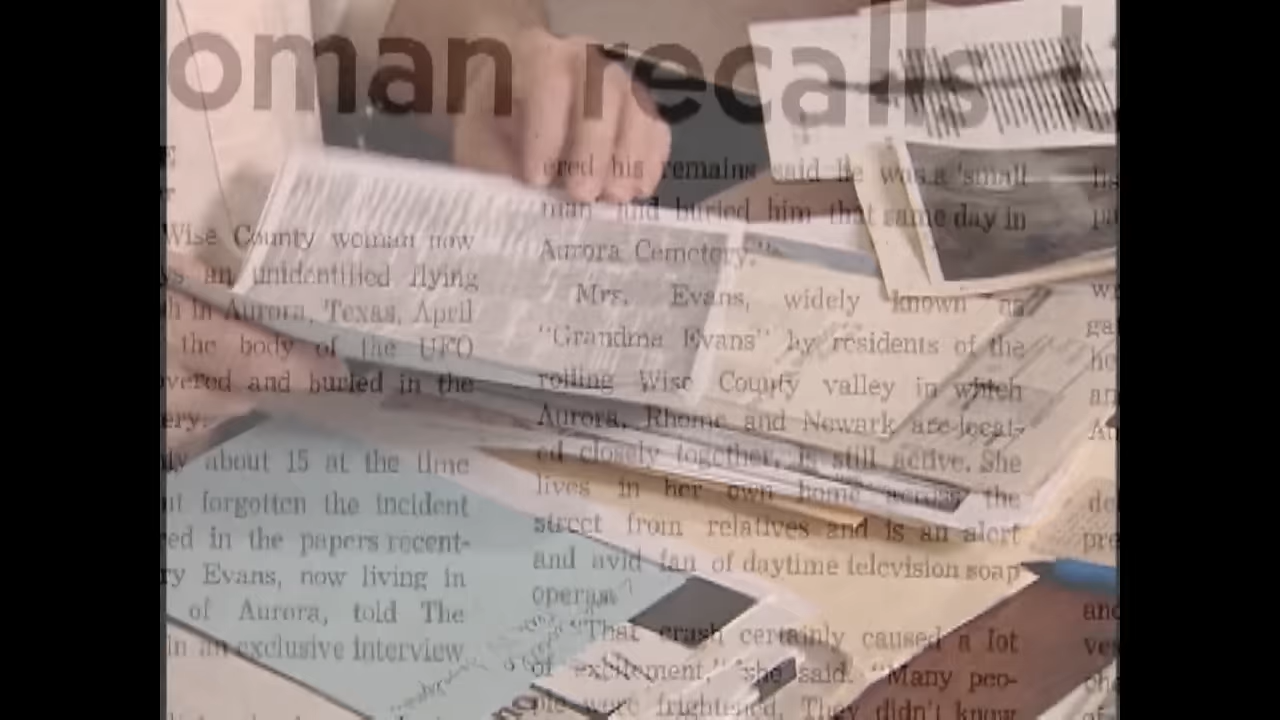 oman recalls
Wise County woman now
an unidentified flying
in Aurora, Texas, April
the body of the UFO
overed and buried in the
ery.
about 15 at the time
forgotten the incident
ed in the papers recent-
ry Evans, now living in
of Aurora, told The
in an exclusive interview
ered his remains said he was a 'small
man' and buried him that same day in
Aurora Cemetery."
Mrs. Evans, widely known as
"Grandma Evans" by residents of the
rolling Wise County valley in which
Aurora, Rhome and Newark are locat-
ed closely together, is still active. She
lives in her own home across the
street from relatives and is an alert
and avid fan of daytime television soap
operas.
"That crash certainly caused a lot
of excitement," she said. "Many peo-
ple were frightened. They didn't know